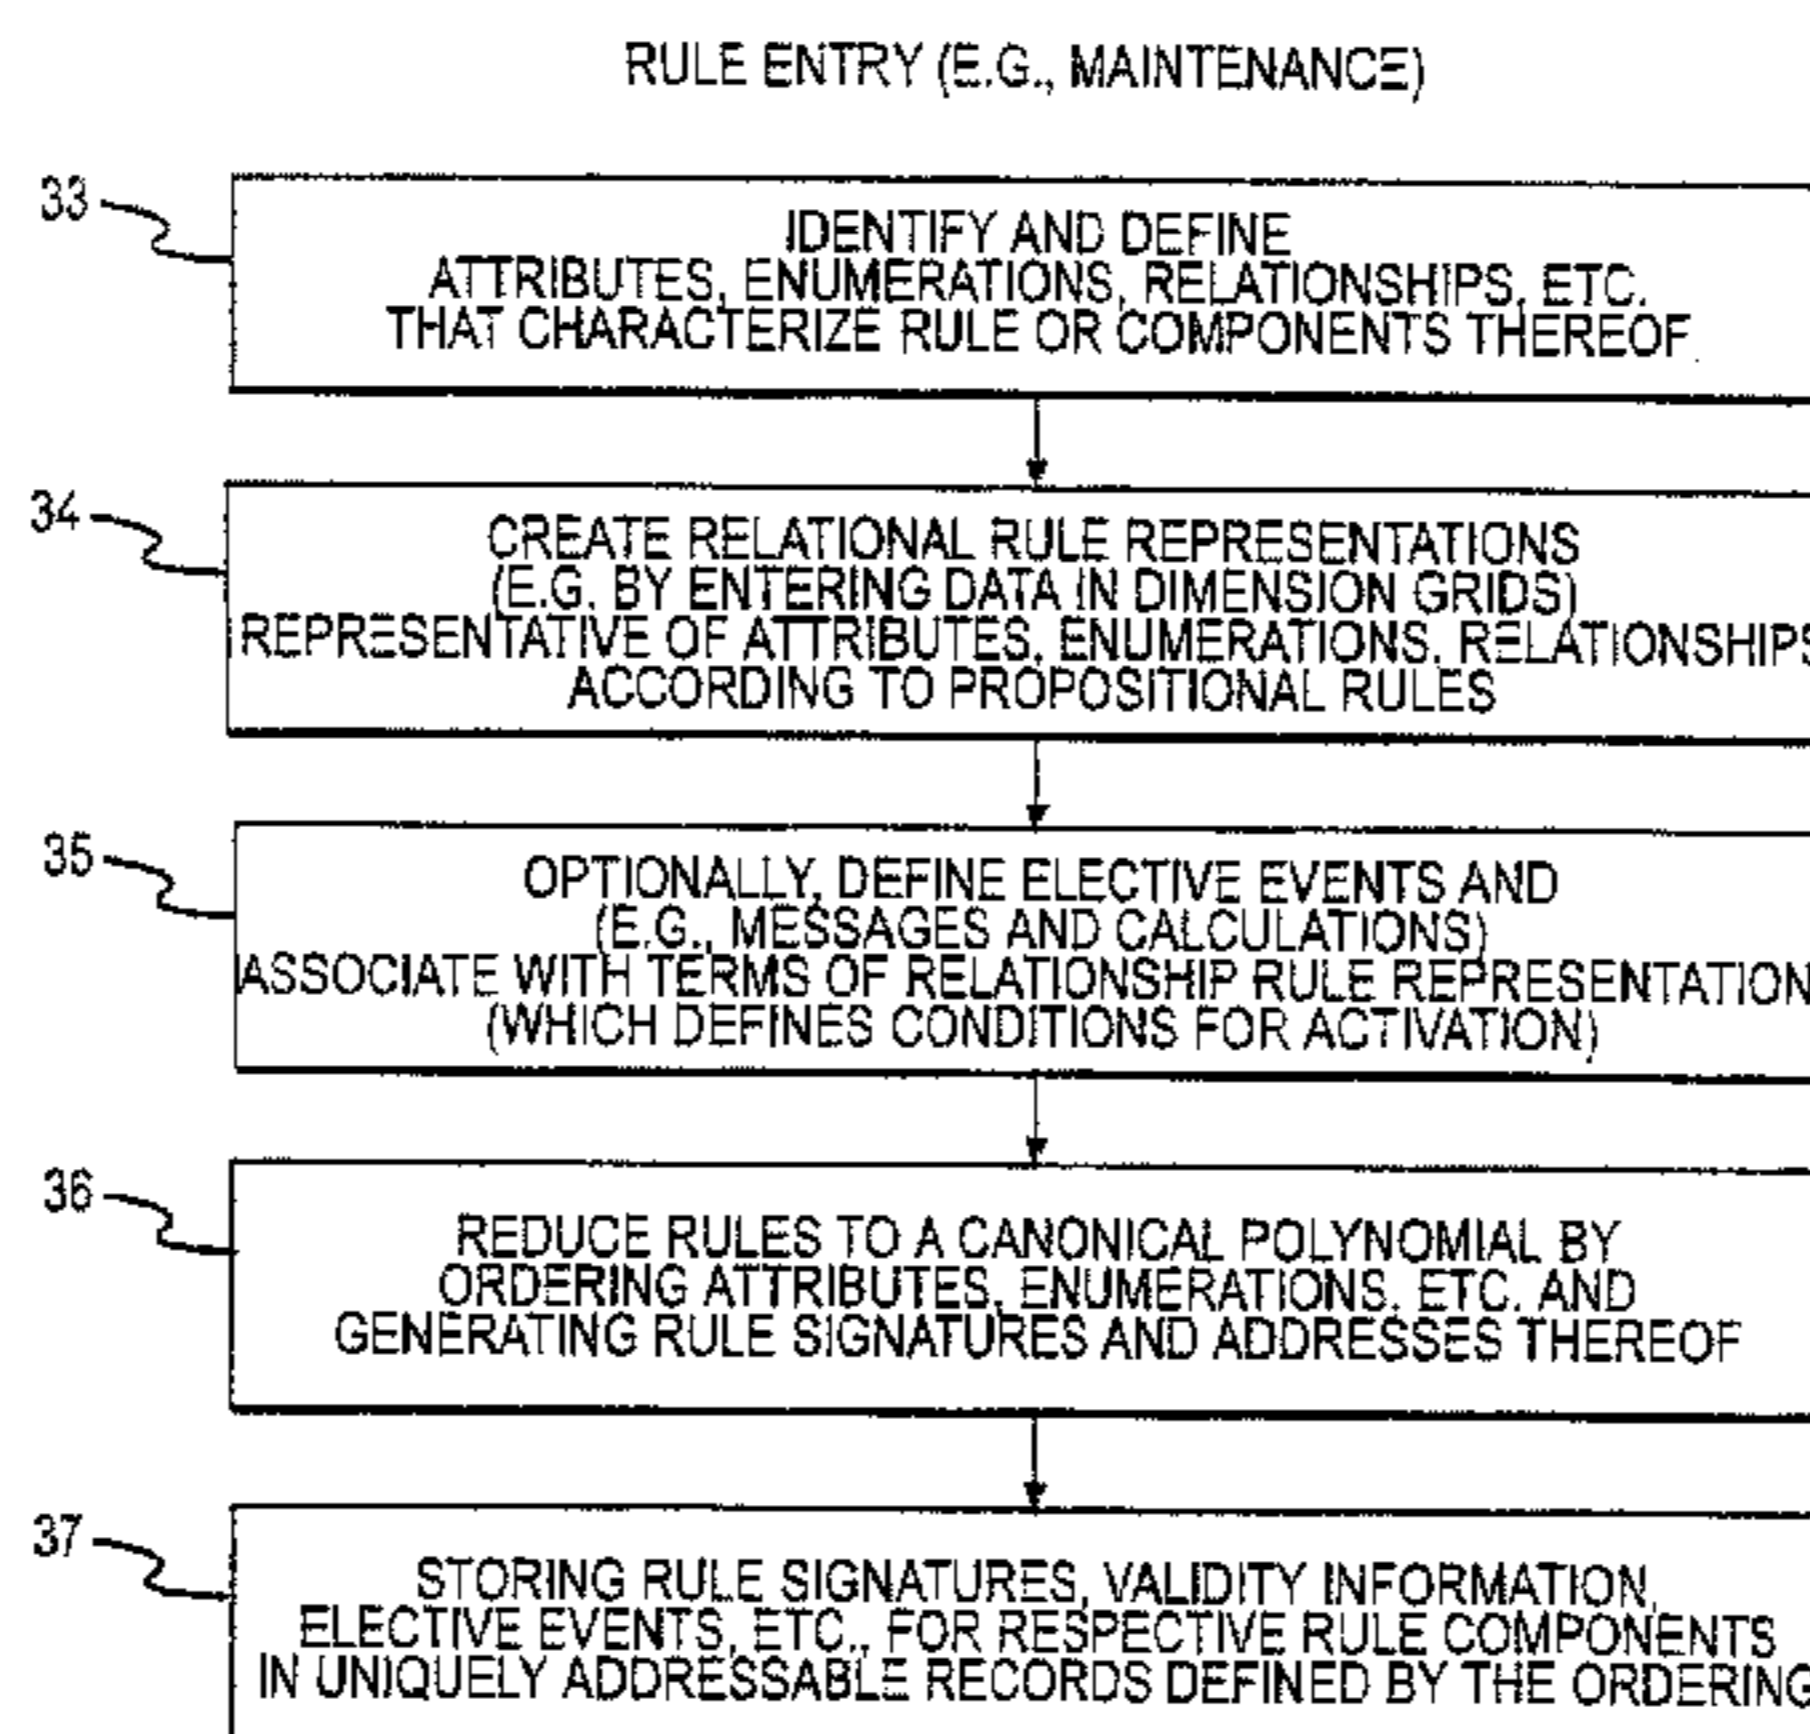 RULE ENTRY (E.G., MAINTENANCE)
33
IDENTIFY AND DEFINE
ATTRIBUTES, ENUMERATIONS, RELATIONSHIPS, ETC.
THAT CHARACTERIZE RULE OR COMPONENTS THEREOF
34
CREATE RELATIONAL RULE REPRESENTATIONS
(E.G. BY ENTERING DATA IN DIMENSION GRIDS)
REPRESENTATIVE OF ATTRIBUTES, ENUMERATIONS, RELATIONSHIPS
ACCORDING TO PROPOSITIONAL RULES
35
OPTIONALLY, DEFINE ELECTIVE EVENTS AND
(E.G., MESSAGES AND CALCULATIONS)
ASSOCIATE WITH TERMS OF RELATIONSHIP RULE REPRESENTATION
(WHICH DEFINES CONDITIONS FOR ACTIVATION)
36
REDUCE RULES TO A CANONICAL POLYNOMIAL BY
ORDERING ATTRIBUTES, ENUMERATIONS, ETC. AND
GENERATING RULE SIGNATURES AND ADDRESSES THEREOF
37
STORING RULE SIGNATURES, VALIDITY INFORMATION,
ELECTIVE EVENTS, ETC., FOR RESPECTIVE RULE COMPONENTS
IN UNIQUELY ADDRESSABLE RECORDS DEFINED BY THE ORDERING